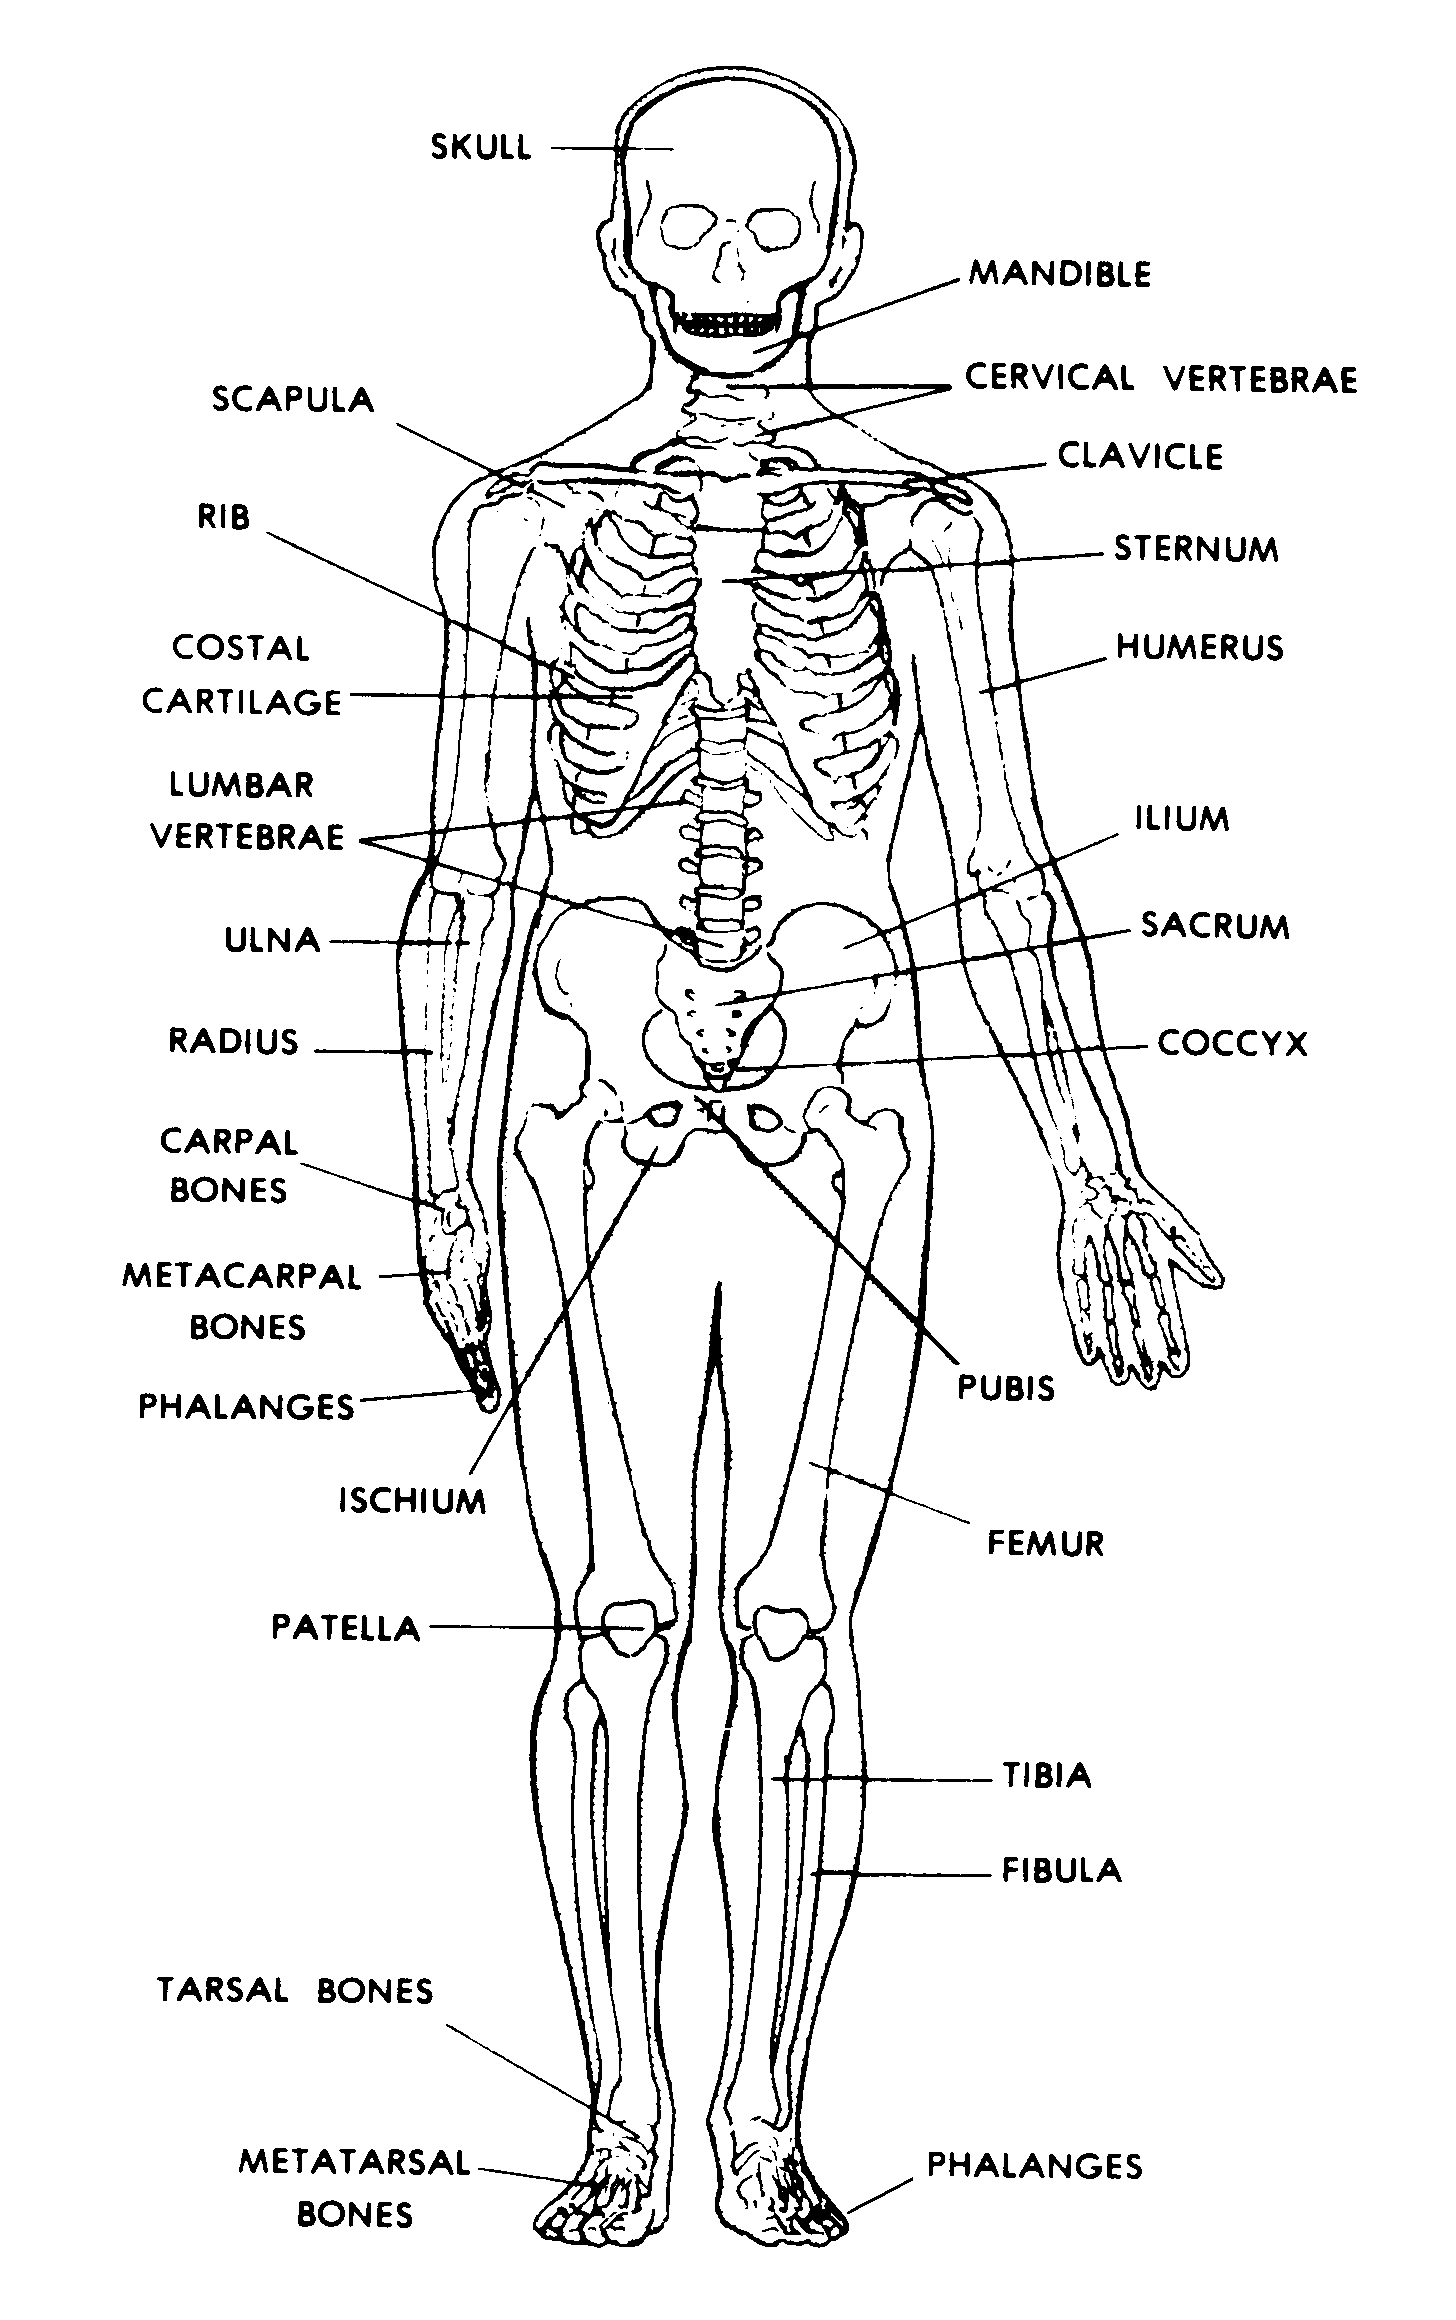 SKULL
MANDIBLE
CERVICAL VERTEBRAE
SCAPULA
CLAVICLE
RIB
STERNUM
COSTAL
CARTILAGE
HUMERUS
LUMBAR
VERTEBRAE
ILIUM
ULNA
SACRUM
RADIUS
COCCYX
CARPAL
BONES
METACARPAL
BONES
PHALANGES
PUBIS
ISCHIUM
FEMUR
PATELLA
TIBIA
FIBULA
TARSAL BONES
METATARSAL
BONES
PHALANGES